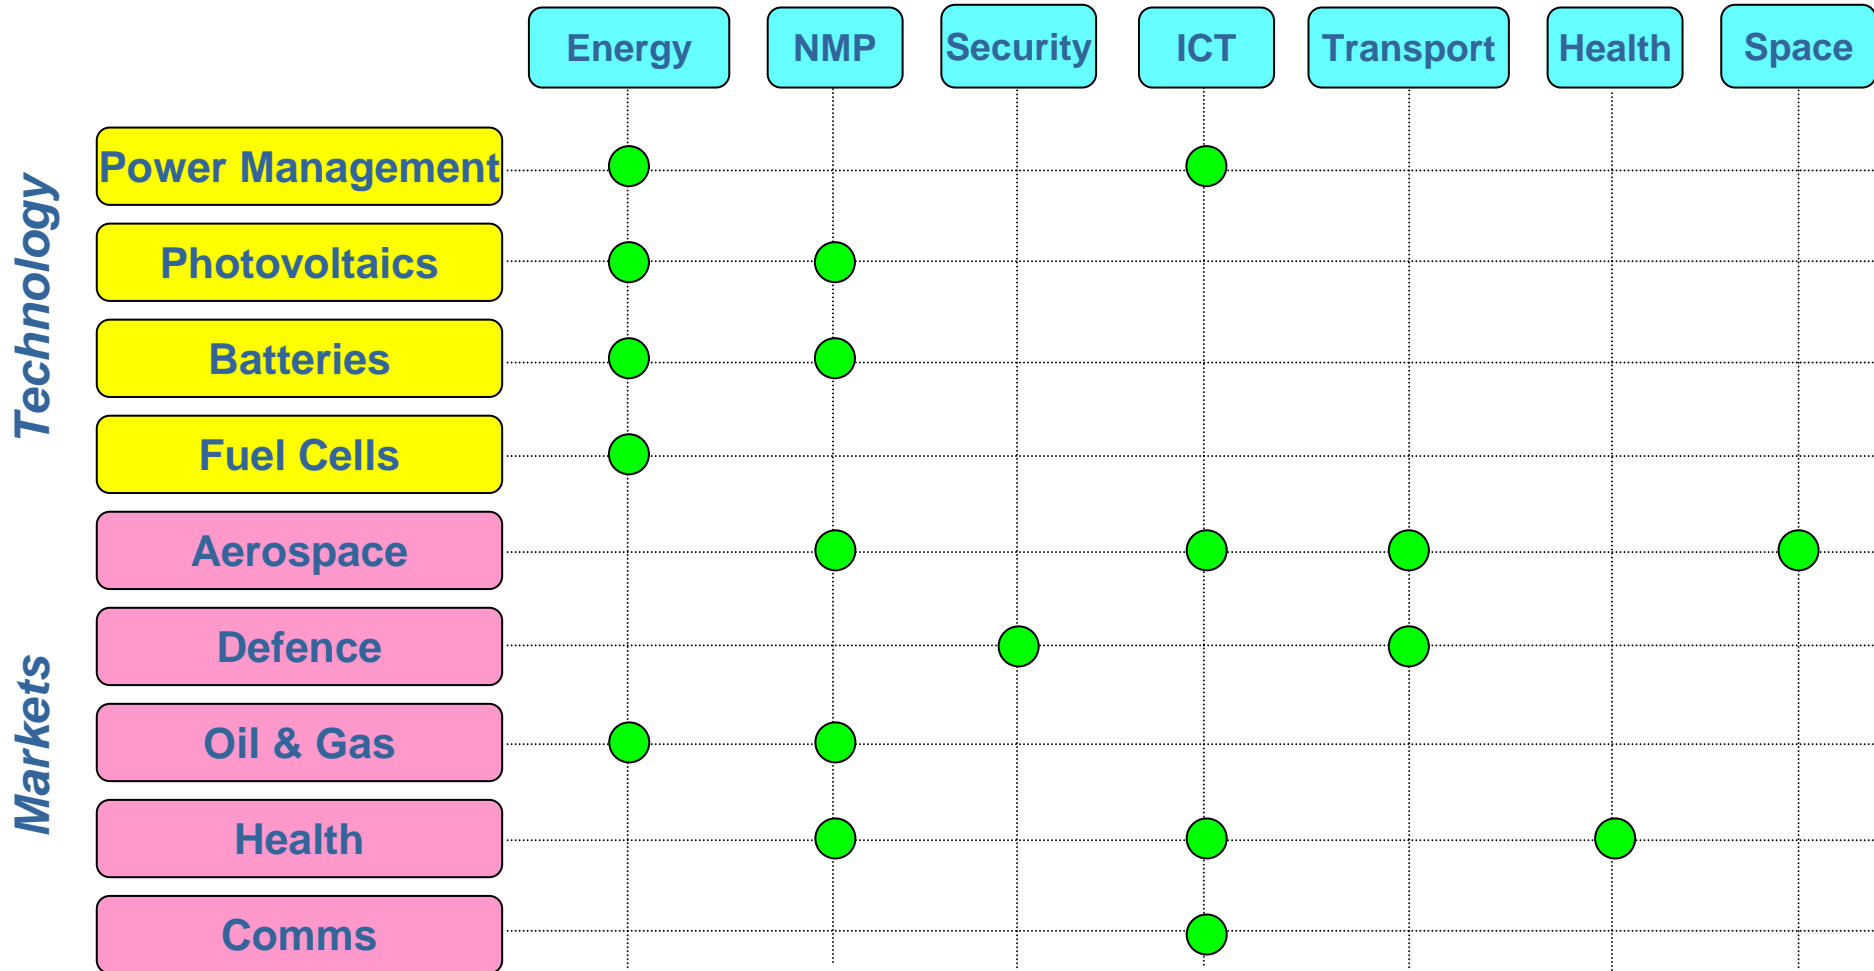 Energy NMP Security ICT Transport Health Space
Technology
Power Management
Photovoltaics
Batteries
Fuel Cells
Markets
Aerospace
Defence
Oil & Gas
Health
Comms